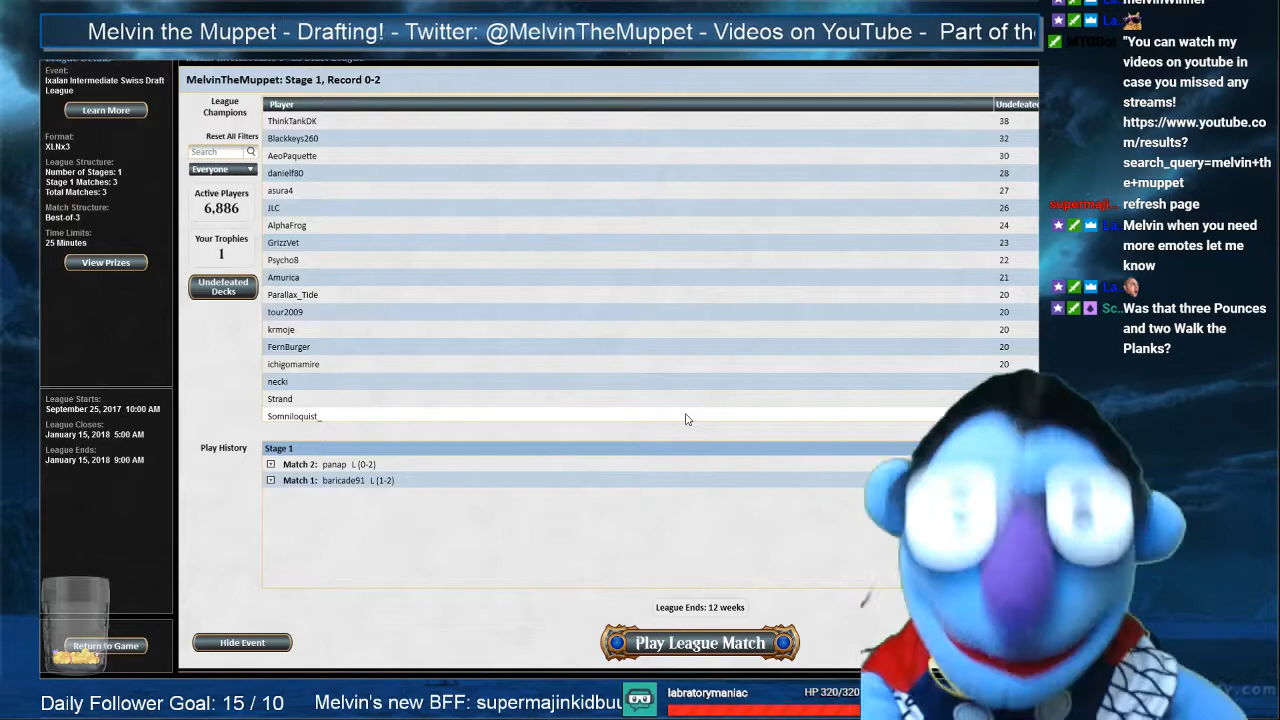 Melvin the Muppet - Drafting! - Twitter: @MelvinTheMuppet - Videos on YouTube - Part of th
Event:
Ixalan Intermediate Swiss Draft
League
Learn More
Format:
XLNx3
League Structure:
Number of Stages: 1
Stage 1 Matches: 3
Total Matches: 3
Match Structure:
Best-of-3
Time Limits:
25 Minutes
View Prizes
League Starts:
September 25, 2017 10:00 AM
League Closes:
January 15, 2018 5:00 AM
League Ends:
January 15, 2018 9:00 AM
Return to Game
MelvinTheMuppet: Stage 1, Record 0-2
League
Champions
Reset All Filters
Search
Everyone
Active Players
6,886
Your Trophies
1
Undefeated
Decks
Player Undefeated
ThinkTankDK 38
Blackkeys260 32
AeoPaquette 30
danielf80 28
asura4 27
JLC 26
AlphaFrog 24
GrizzVet 23
Psycho8 22
Amurica 21
Parallax_Tide 20
tour2009 20
krmoje 20
FernBurger 20
ichigomamire 20
necki
Strand
Somniloquist_
Play History
Stage 1
Match 2: panap L (0-2)
Match 1: baricade91 L (1-2)
League Ends: 12 weeks
Hide Event
Play League Match
La..
MTGBot
"You can watch my
videos on youtube in
case you missed any
streams!
https://www.youtube.co
m/results?
search_query=melvin+th
e+muppet
supermaji... refresh page
La.. Melvin when you need
more emotes let me
know
La..
Sc.. Was that three Pounces
and two Walk the
Planks?
Daily Follower Goal: 15 / 10
Melvin's new BFF: supermajinkidbuu
labratorymaniac
HP 320/320